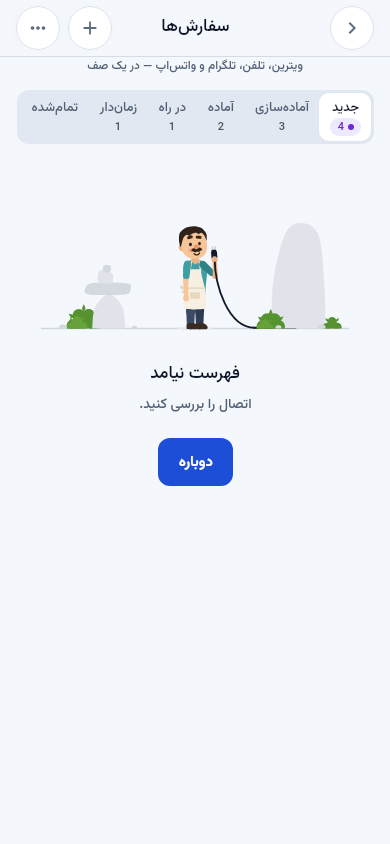 سفارش‌ها
ویترین، تلفن، تلگرام و واتس‌اپ — در یک صف
جدید
4
آماده‌سازی
3
آماده
2
در راه
1
زمان‌دار
1
تمام‌شده
فهرست نیامد
اتصال را بررسی کنید.
دوباره